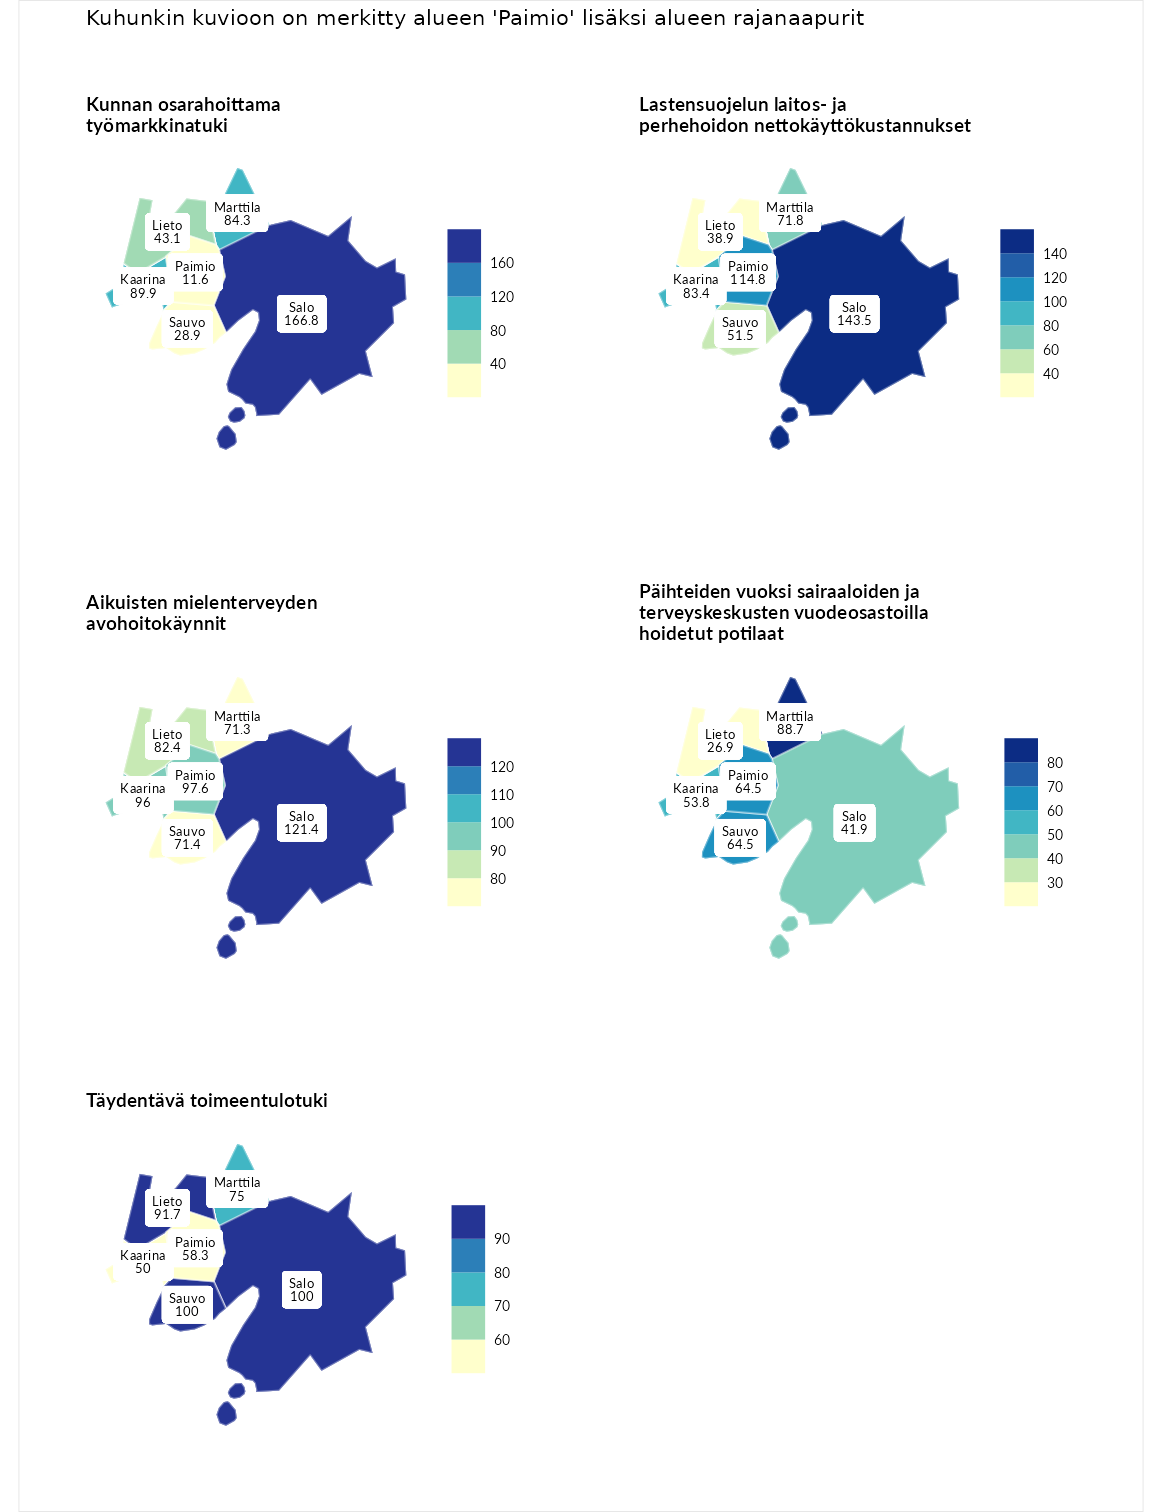 Kuhunkin kuvioon on merkitty alueen 'Paimio' lisäksi alueen rajanaapurit
Kunnan osarahoittama
työmarkkinatuki
Marttila
84.3
Lieto
43.1
Paimio
11.6
Kaarina
89.9
Salo
166.8
Sauvo
28.9
160
120
80
40
Lastensuojelun laitos- ja
perhehoidon nettokäyttökustannukset
Marttila
71.8
Lieto
38.9
Paimio
114.8
Kaarina
83.4
Salo
143.5
Sauvo
51.5
140
120
100
80
60
40
Aikuisten mielenterveyden
avohoitokäynnit
Marttila
71.3
Lieto
82.4
Paimio
97.6
Kaarina
96
Salo
121.4
Sauvo
71.4
120
110
100
90
80
Päihteiden vuoksi sairaaloiden ja
terveyskeskusten vuodeosastoilla
hoidetut potilaat
Marttila
88.7
Lieto
26.9
Paimio
64.5
Kaarina
53.8
Salo
41.9
Sauvo
64.5
80
70
60
50
40
30
Täydentävä toimeentulotuki
Marttila
75
Lieto
91.7
Paimio
58.3
Kaarina
50
Salo
100
Sauvo
100
90
80
70
60